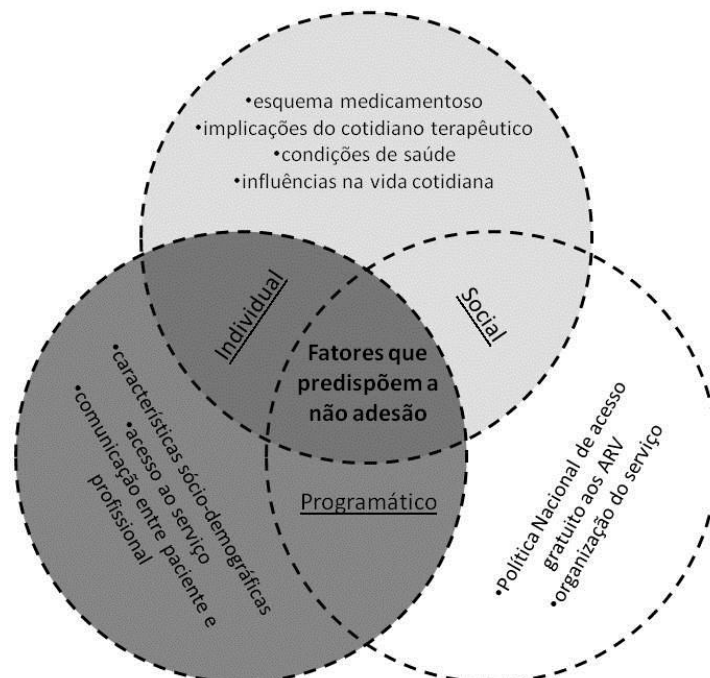 •esquema medicamentoso
•implicações do cotidiano terapêutico
•condições de saúde
•influências na vida cotidiana
Individual
Social
Fatores que
predispõem a
não adesão
Programático
•características sócio-demográficas
•acesso ao serviço
•comunicação entre paciente e
profissional
•Política Nacional de acesso
gratuito aos ARV
•organização do serviço